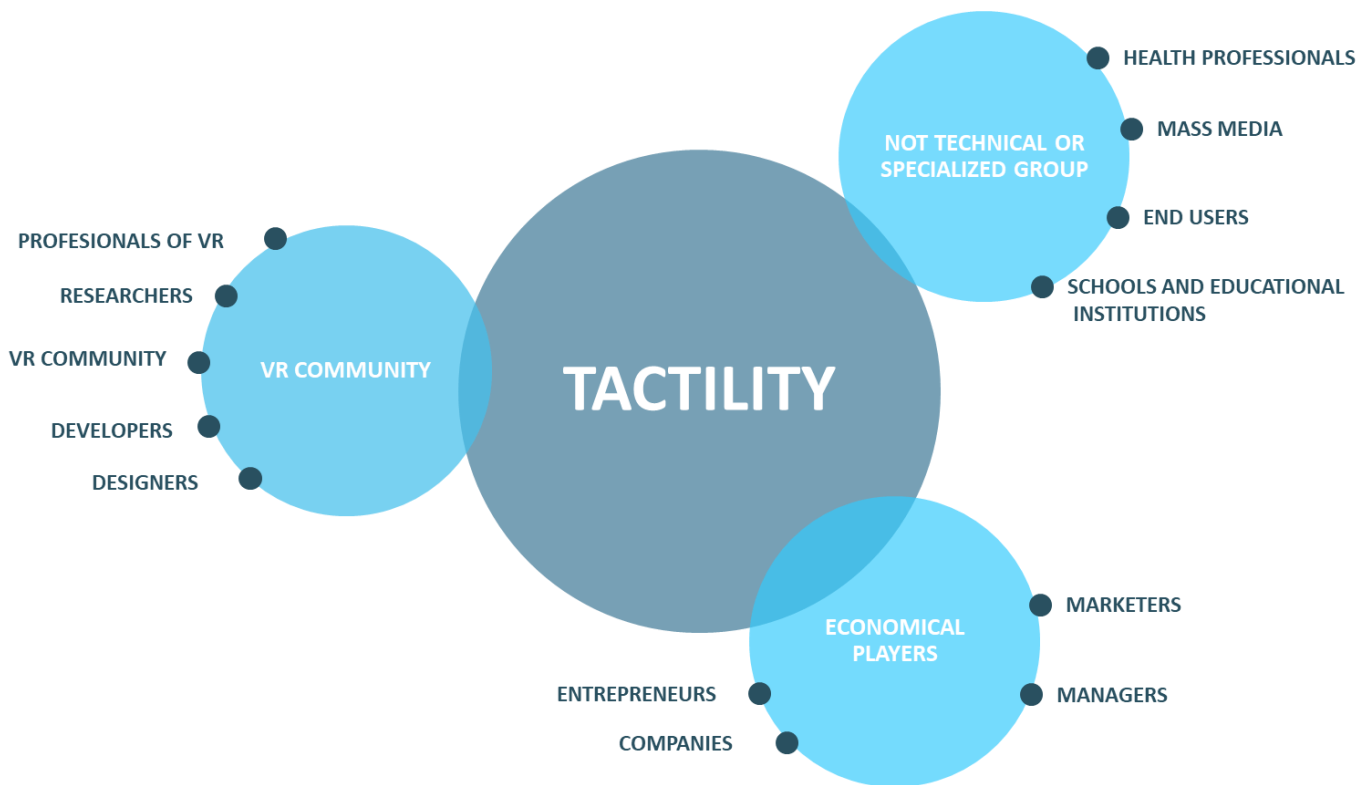 HEALTH PROFESSIONALS
MASS MEDIA
NOT TECHNICAL OR
SPECIALIZED GROUP
END USERS
SCHOOLS AND EDUCATIONAL
INSTITUTIONS
PROFESIONALS OF VR
RESEARCHERS
VR COMMUNITY
DEVELOPERS
DESIGNERS
VR COMMUNITY
TACTILITY
ECONOMICAL
PLAYERS
MARKETERS
MANAGERS
ENTREPRENEURS
COMPANIES